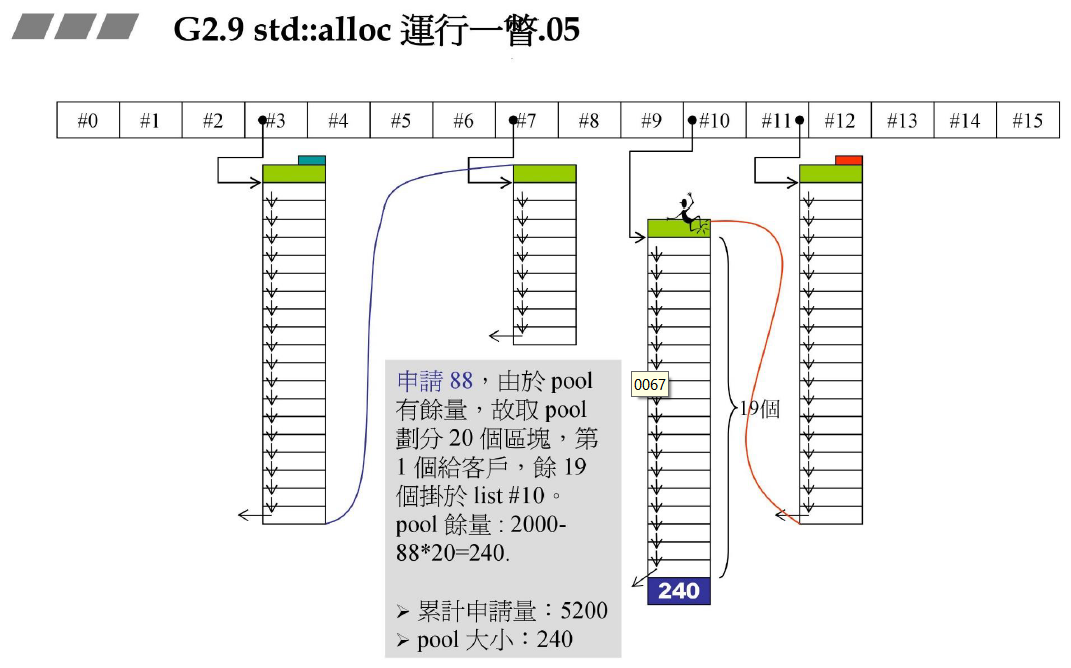 G2.9 std::alloc 運行一瞥.05
#0 #1 #2 #3 #4 #5 #6 #7 #8 #9 #10 #11 #12 #13 #14 #15
申請 88，由於 pool
有餘量，故取 pool
劃分 20 個區塊，第
1 個給客戶，餘 19
個掛於 list #10。
pool 餘量 : 2000-
88*20=240.
➢ 累計申請量：5200
➢ pool 大小：240
0067
19個
240